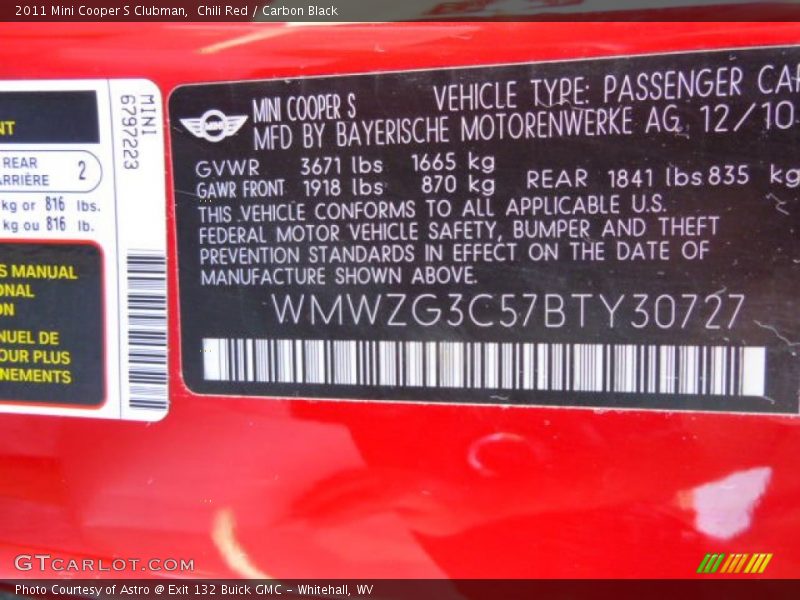 2011 Mini Cooper S Clubman,  Chili Red / Carbon Black
NT
REAR
ARRIÈRE 2
kg or 816 lbs.
kg ou 816 lb.
S MANUAL
ONAL
ON
NUEL DE
OUR PLUS
NEMENTS
MINI
6797223
MINI
MINI COOPER S VEHICLE TYPE: PASSENGER CAR
MFD BY BAYERISCHE MOTORENWERKE AG 12/10
GVWR 3671 lbs 1665 kg
GAWR FRONT 1918 lbs 870 kg REAR 1841 lbs 835 kg
THIS VEHICLE CONFORMS TO ALL APPLICABLE U.S.
FEDERAL MOTOR VEHICLE SAFETY, BUMPER AND THEFT
PREVENTION STANDARDS IN EFFECT ON THE DATE OF
MANUFACTURE SHOWN ABOVE.
WMWZG3C57BTY30727
GTCARLOT.COM
Photo Courtesy of Astro @ Exit 132 Buick GMC - Whitehall, WV